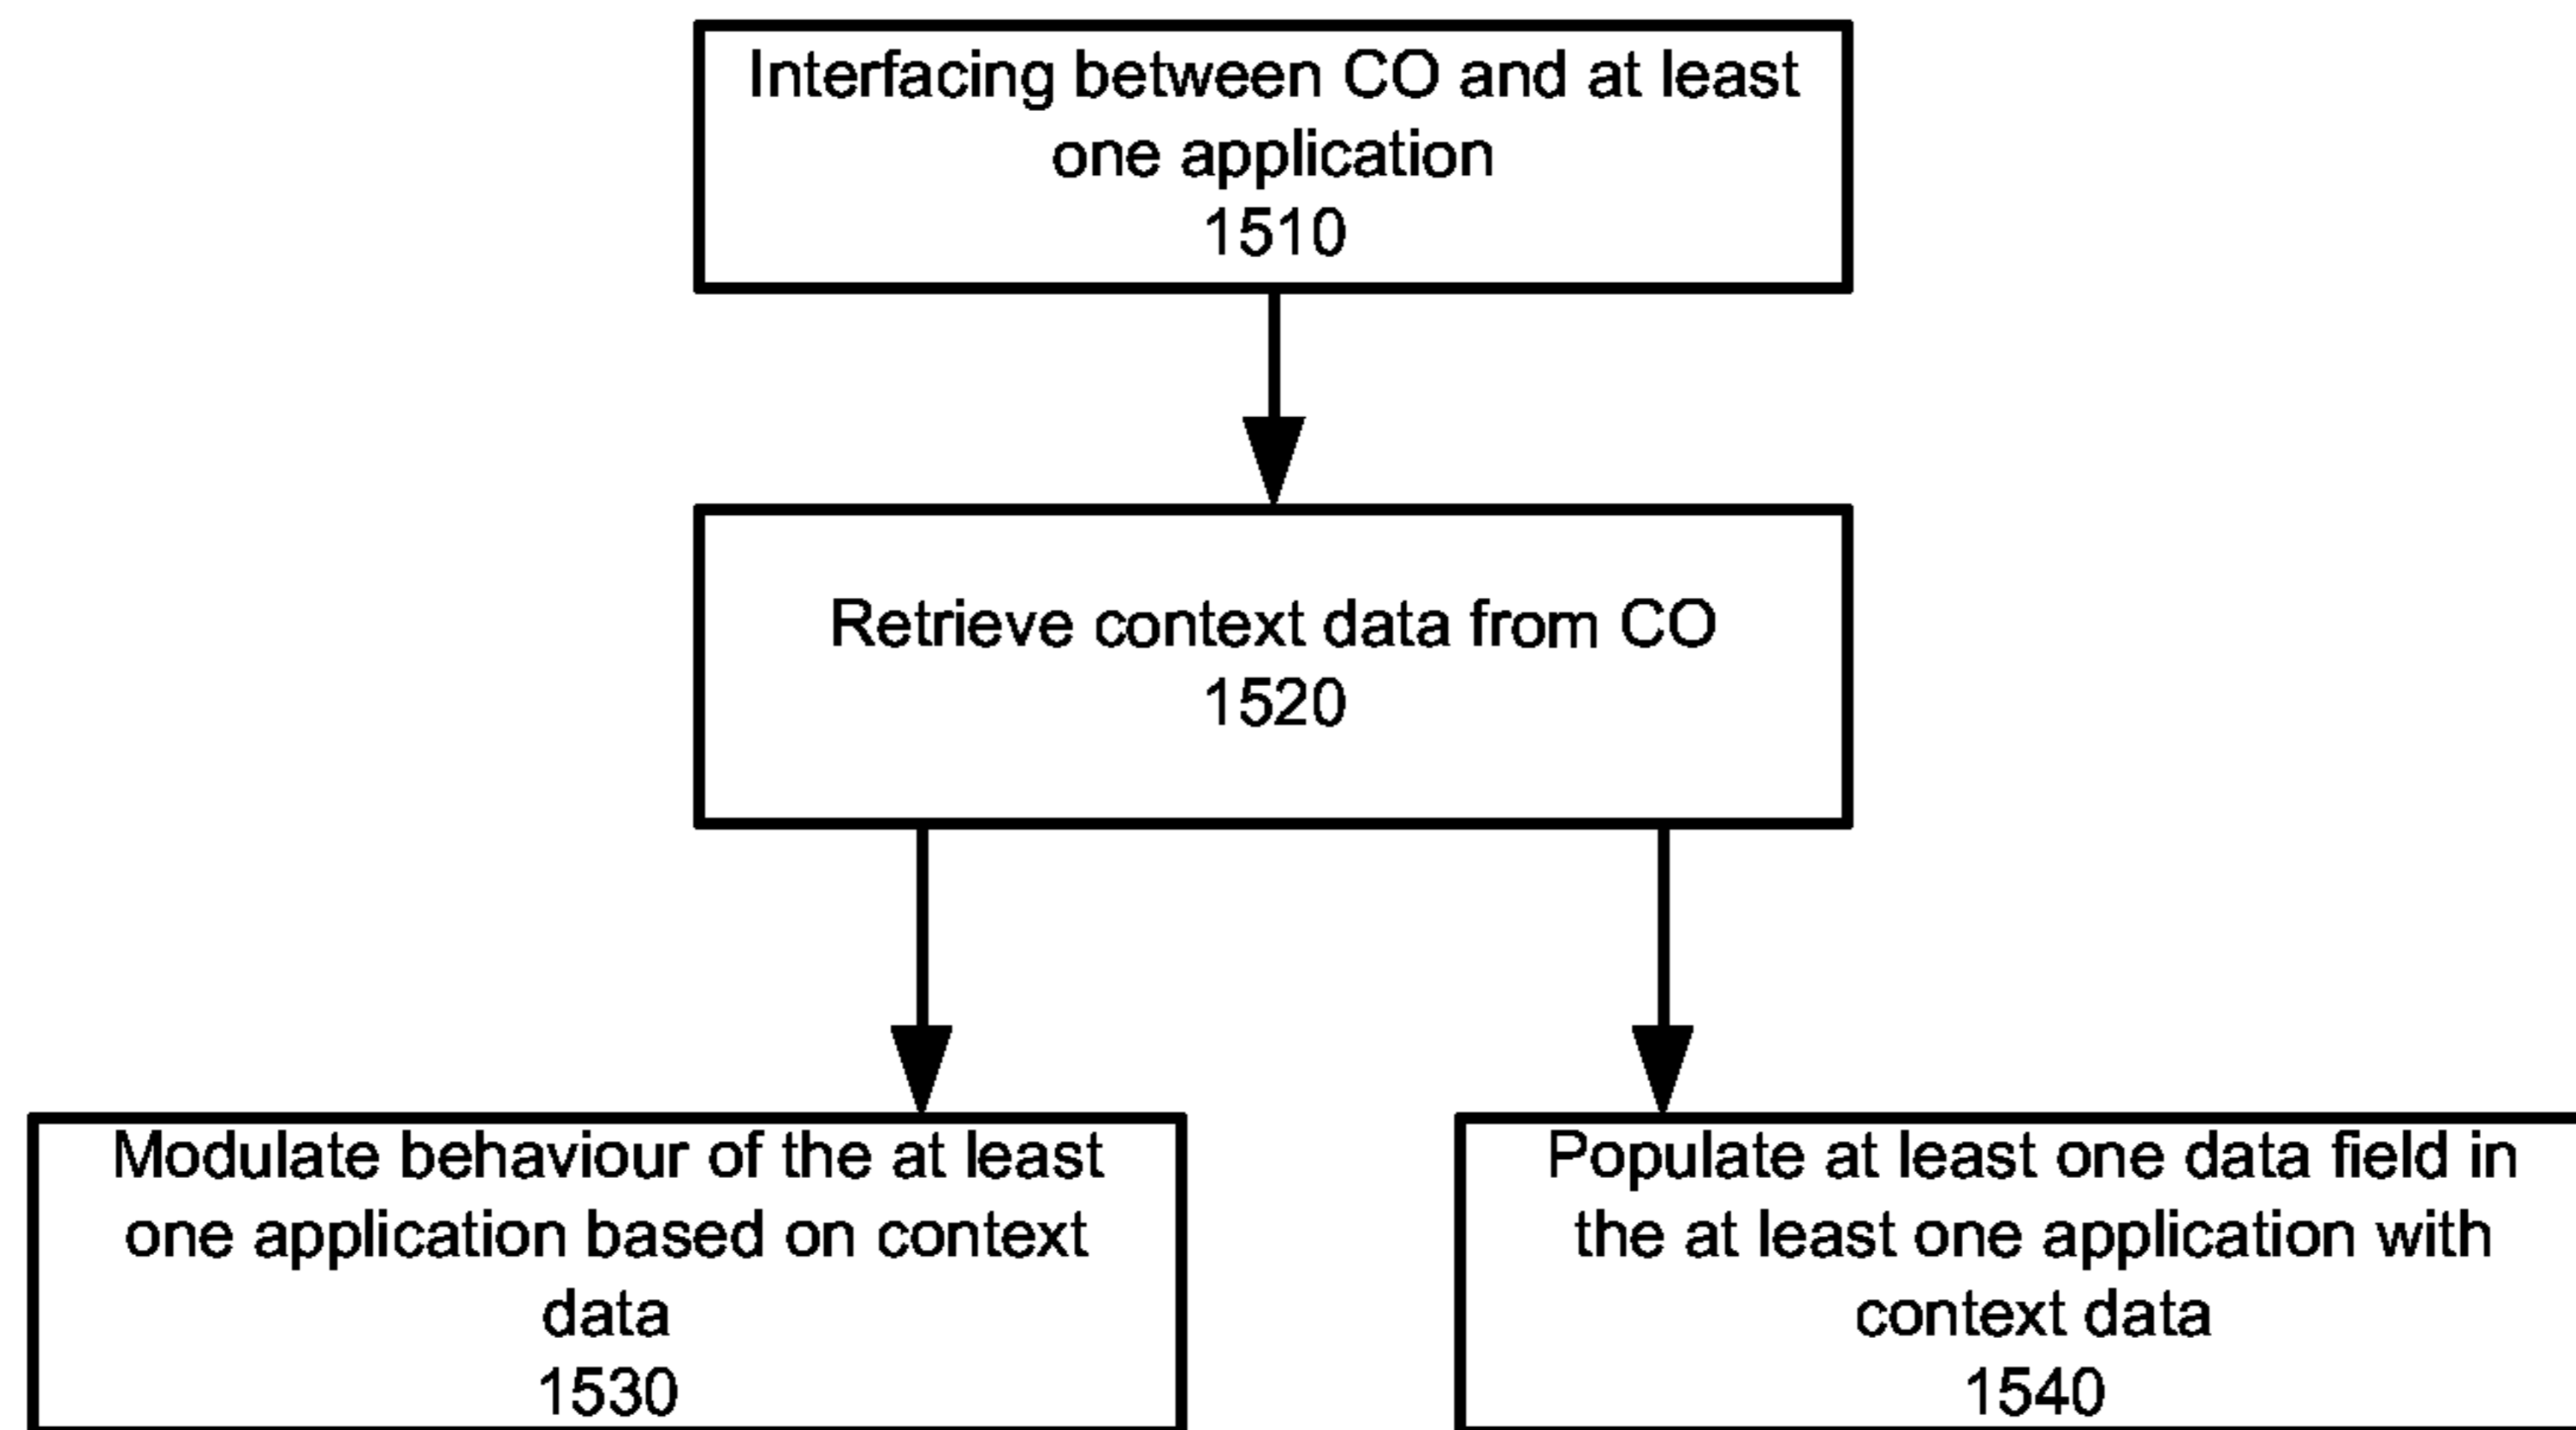 Interfacing between CO and at least
one application
1510
Retrieve context data from CO
1520
Modulate behaviour of the at least
one application based on context
data
1530
Populate at least one data field in
the at least one application with
context data
1540